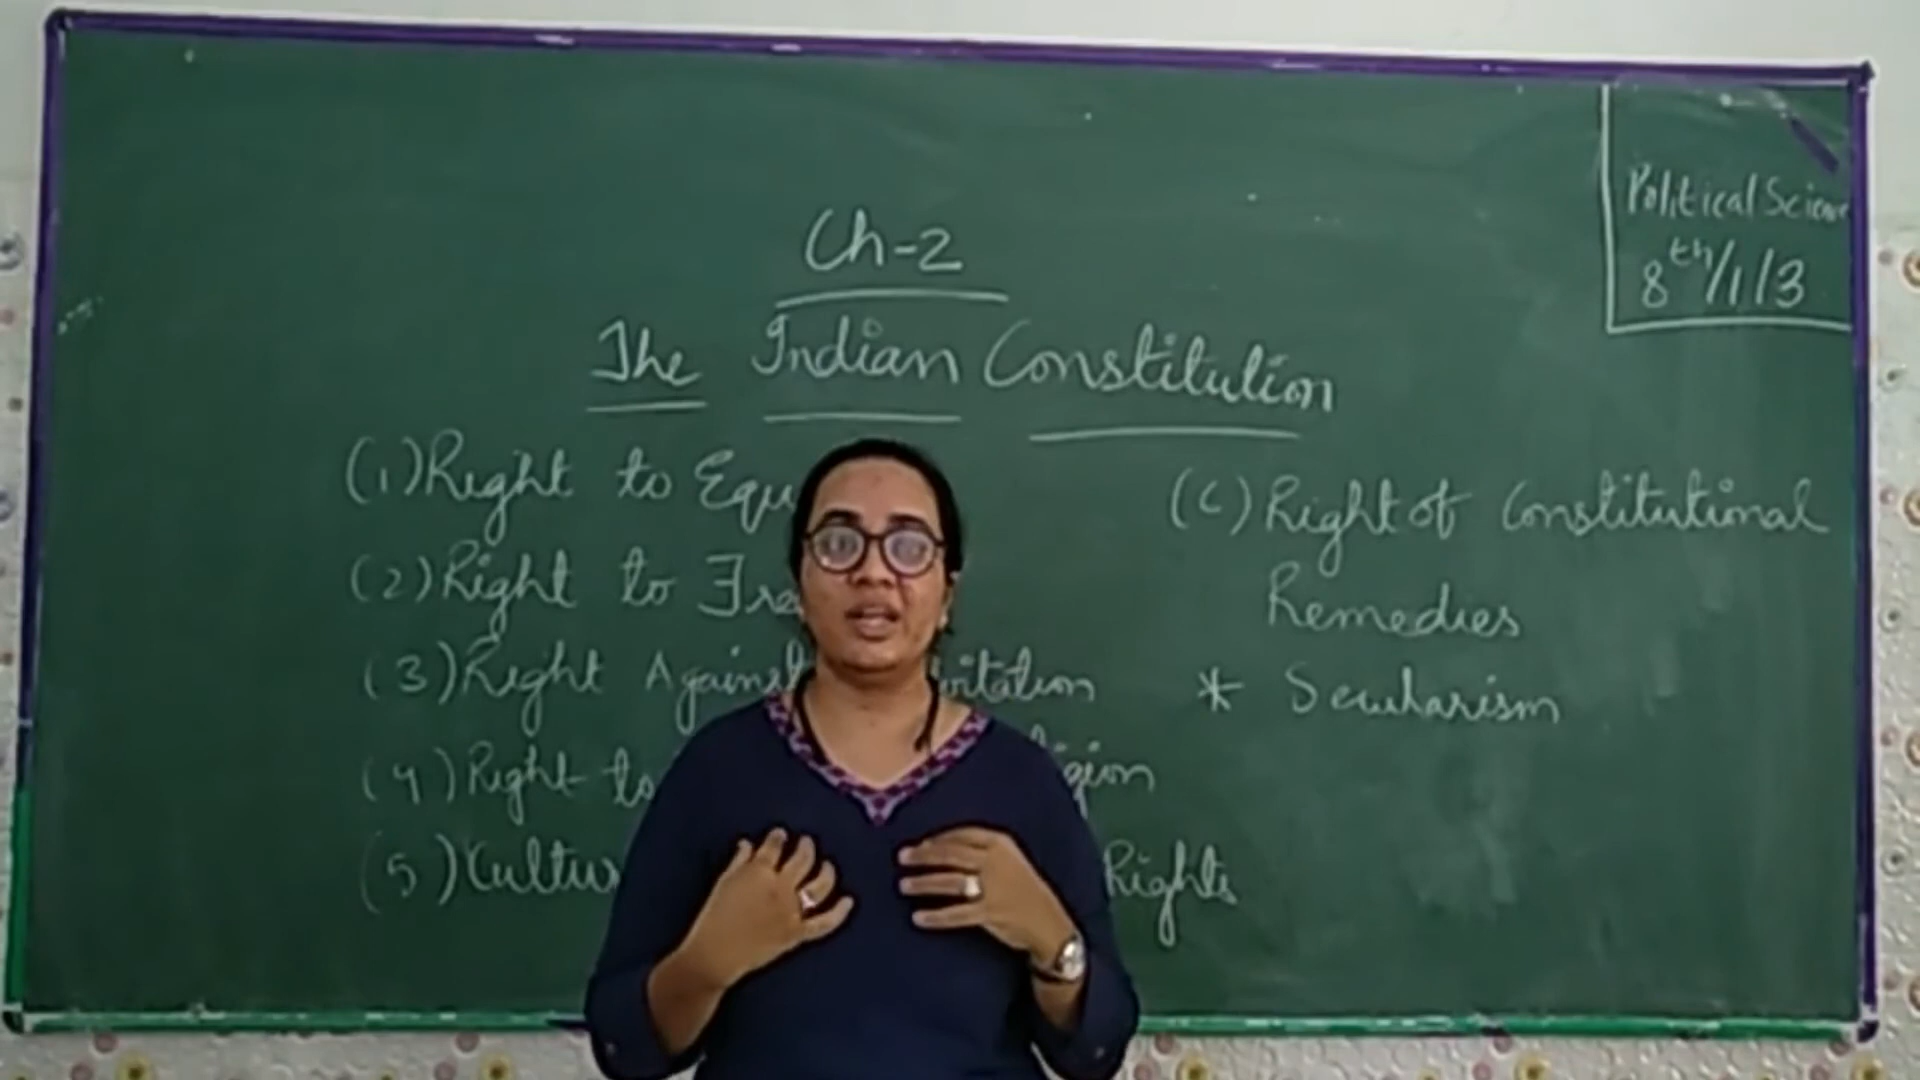 Political Science
8th/1/3
Ch-2
The Indian Constitution
(1) Right to Equ
(2) Right to Fre
(3) Right Against itation
(4) Right to igion
(5) Cultu Rights
(6) Right of Constitutional
Remedies
* Secularism